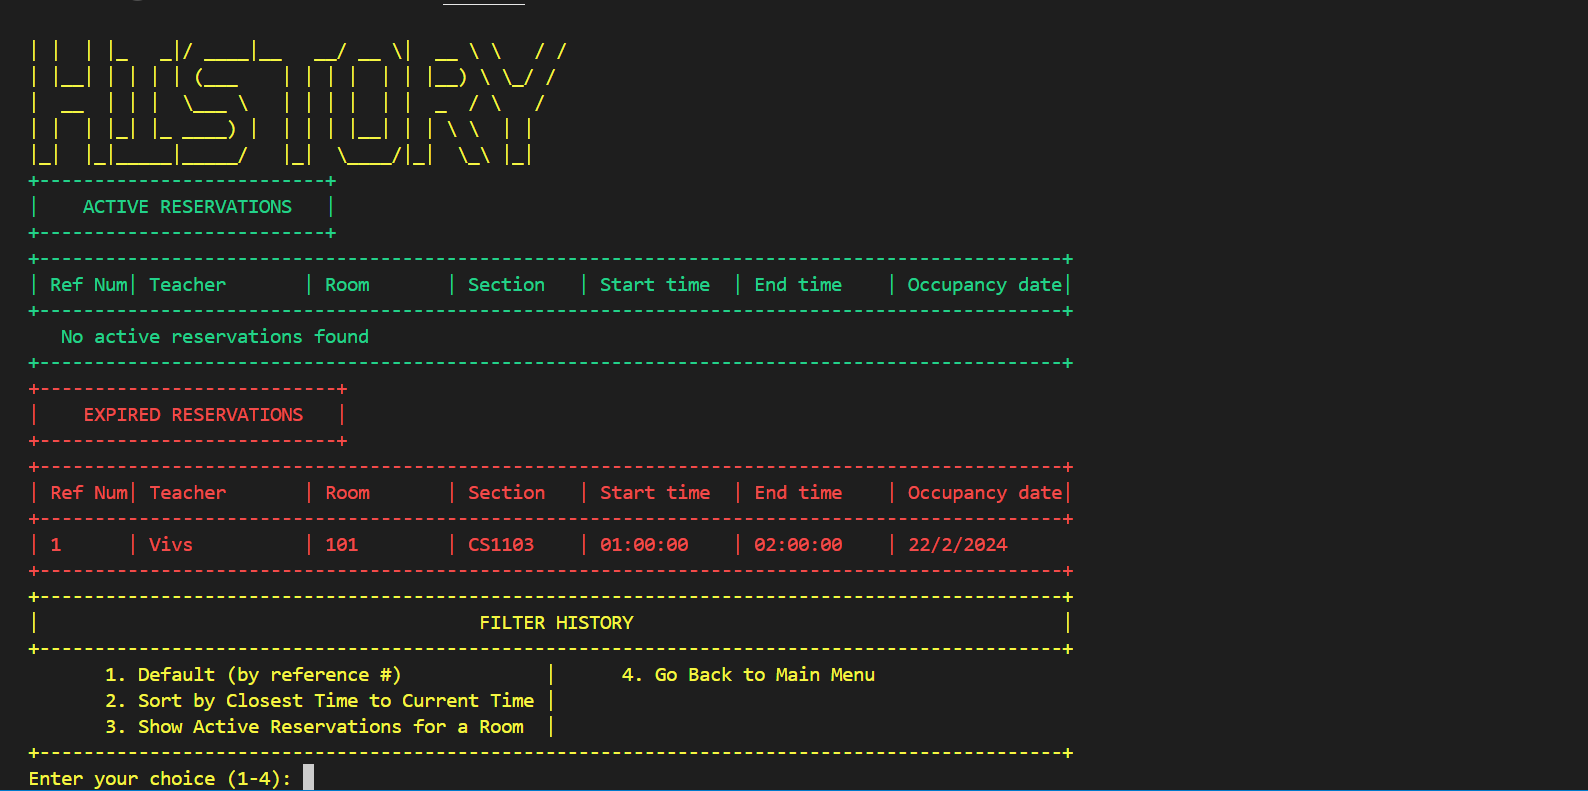 HISTORY
ACTIVE RESERVATIONS
| Ref Num| Teacher | Room | Section | Start time | End time | Occupancy date|
No active reservations found
EXPIRED RESERVATIONS
| Ref Num| Teacher | Room | Section | Start time | End time | Occupancy date|
| 1 | Vivs | 101 | CS1103 | 01:00:00 | 02:00:00 | 22/2/2024
FILTER HISTORY
1. Default (by reference #) | 4. Go Back to Main Menu
2. Sort by Closest Time to Current Time |
3. Show Active Reservations for a Room |
Enter your choice (1-4):